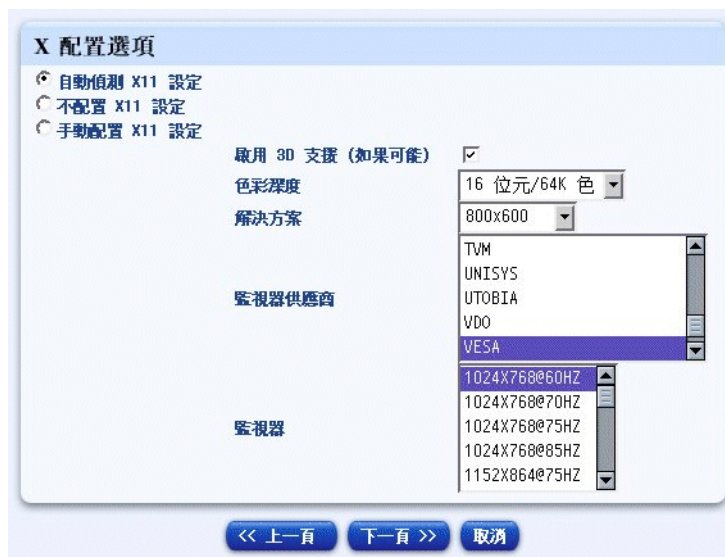 X 配置選項
自動偵測 X11 設定
不配置 X11 設定
手動配置 X11 設定
啟用 3D 支援 (如果可能)
色彩深度
16 位元/64K 色
解決方案
800x600
監視器供應商
TVM
UNISYS
UTOBIA
VDO
VESA
監視器
1024X768@60HZ
1024X768@70HZ
1024X768@75HZ
1024X768@85HZ
1152X864@75HZ
<< 上一頁
下一頁 >>
取消